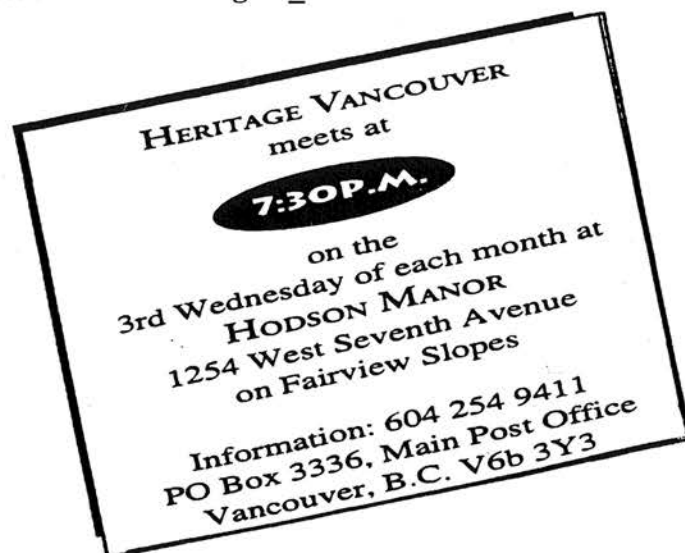 HERITAGE VANCOUVER
meets at
7:30P.M.
on the
3rd Wednesday of each month at
HODSON MANOR
1254 West Seventh Avenue
on Fairview Slopes
Information: 604 254 9411
PO Box 3336, Main Post Office
Vancouver, B.C. V6b 3Y3